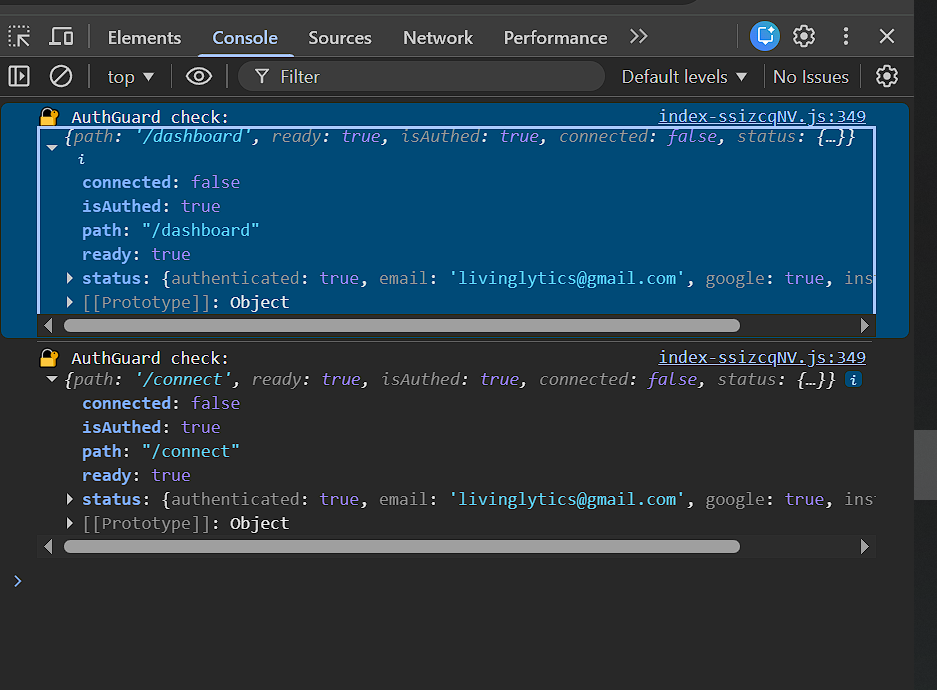 Elements Console Sources Network Performance
top Filter Default levels No Issues
AuthGuard check: index-ssizcqNV.js:349
{path: '/dashboard', ready: true, isAuthed: true, connected: false, status: {…}}
i
connected: false
isAuthed: true
path: "/dashboard"
ready: true
status: {authenticated: true, email: 'livinglytics@gmail.com', google: true, ins
[[Prototype]]: Object
AuthGuard check: index-ssizcqNV.js:349
{path: '/connect', ready: true, isAuthed: true, connected: false, status: {…}} i
connected: false
isAuthed: true
path: "/connect"
ready: true
status: {authenticated: true, email: 'livinglytics@gmail.com', google: true, ins
[[Prototype]]: Object